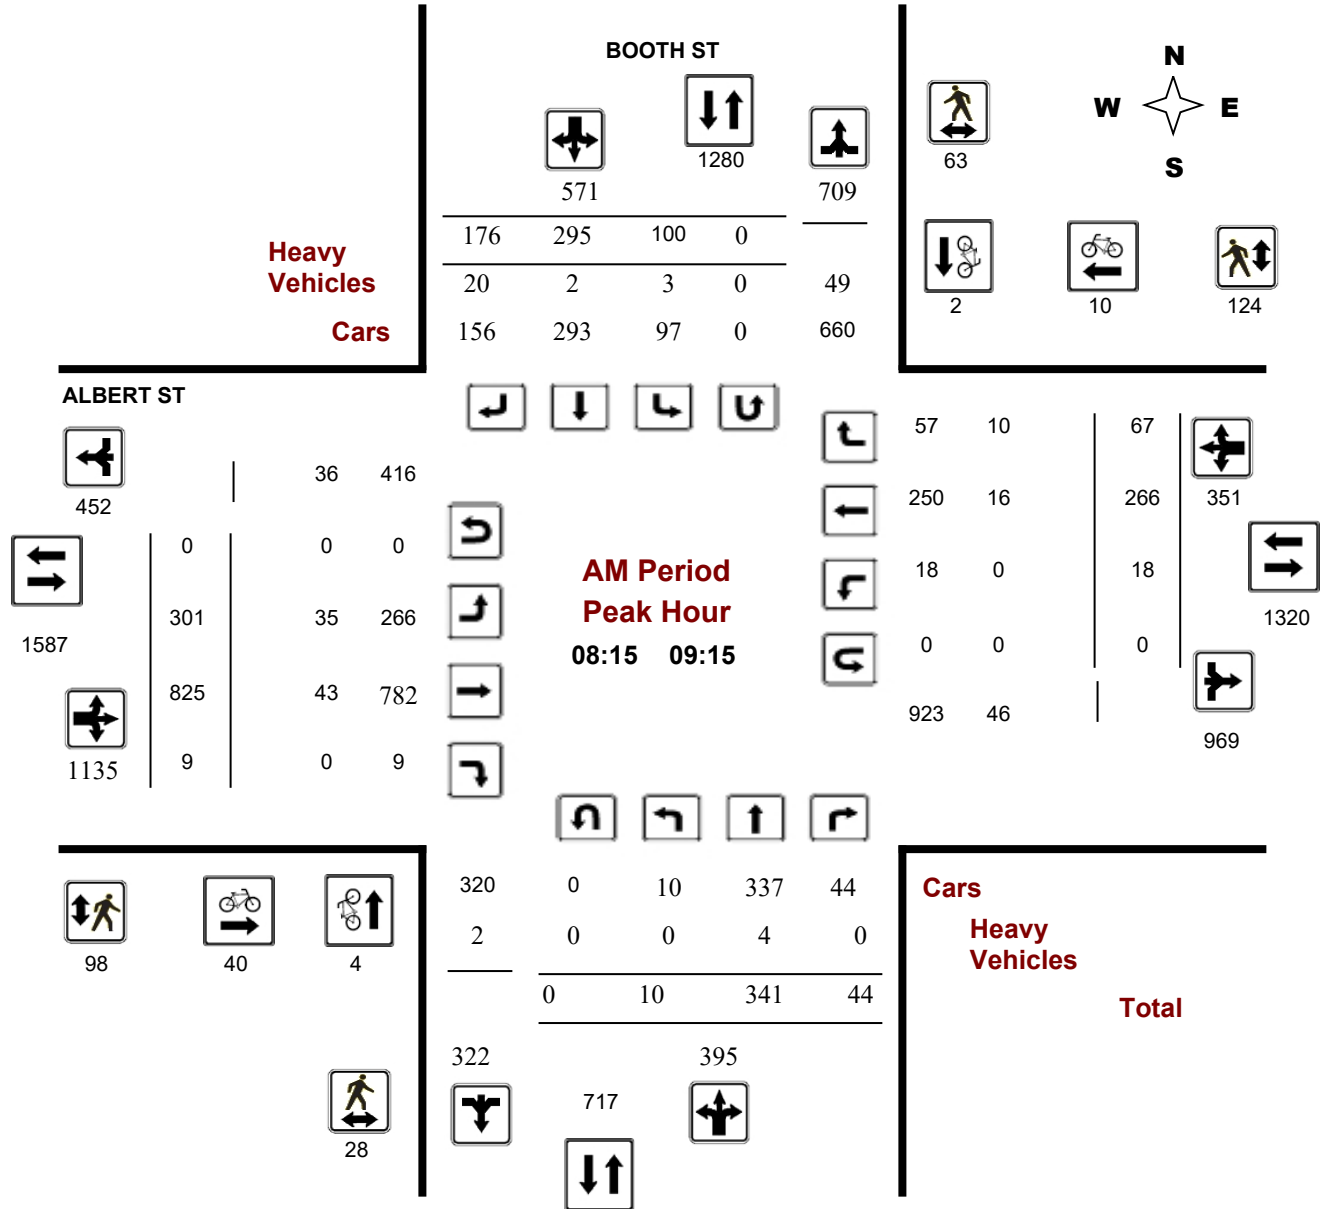 BOOTH ST
N
W E
S
1280
63
571 709
176 295 100 0
Heavy
Vehicles
20 2 3 0 49
2 10 124
Cars
156 293 97 0 660
ALBERT ST
57 10 67
36 416
452
250 16 266 351
0 0 0
AM Period
18 0 18
Peak Hour
301 35 266
1320
1587
08:15 09:15
0 0 0
825 43 782
923 46
969
1135 9 0 9
320 0 10 337 44
Cars
2 0 0 4 0
Heavy
Vehicles
98 40 4
0 10 341 44
Total
322 395
717
28